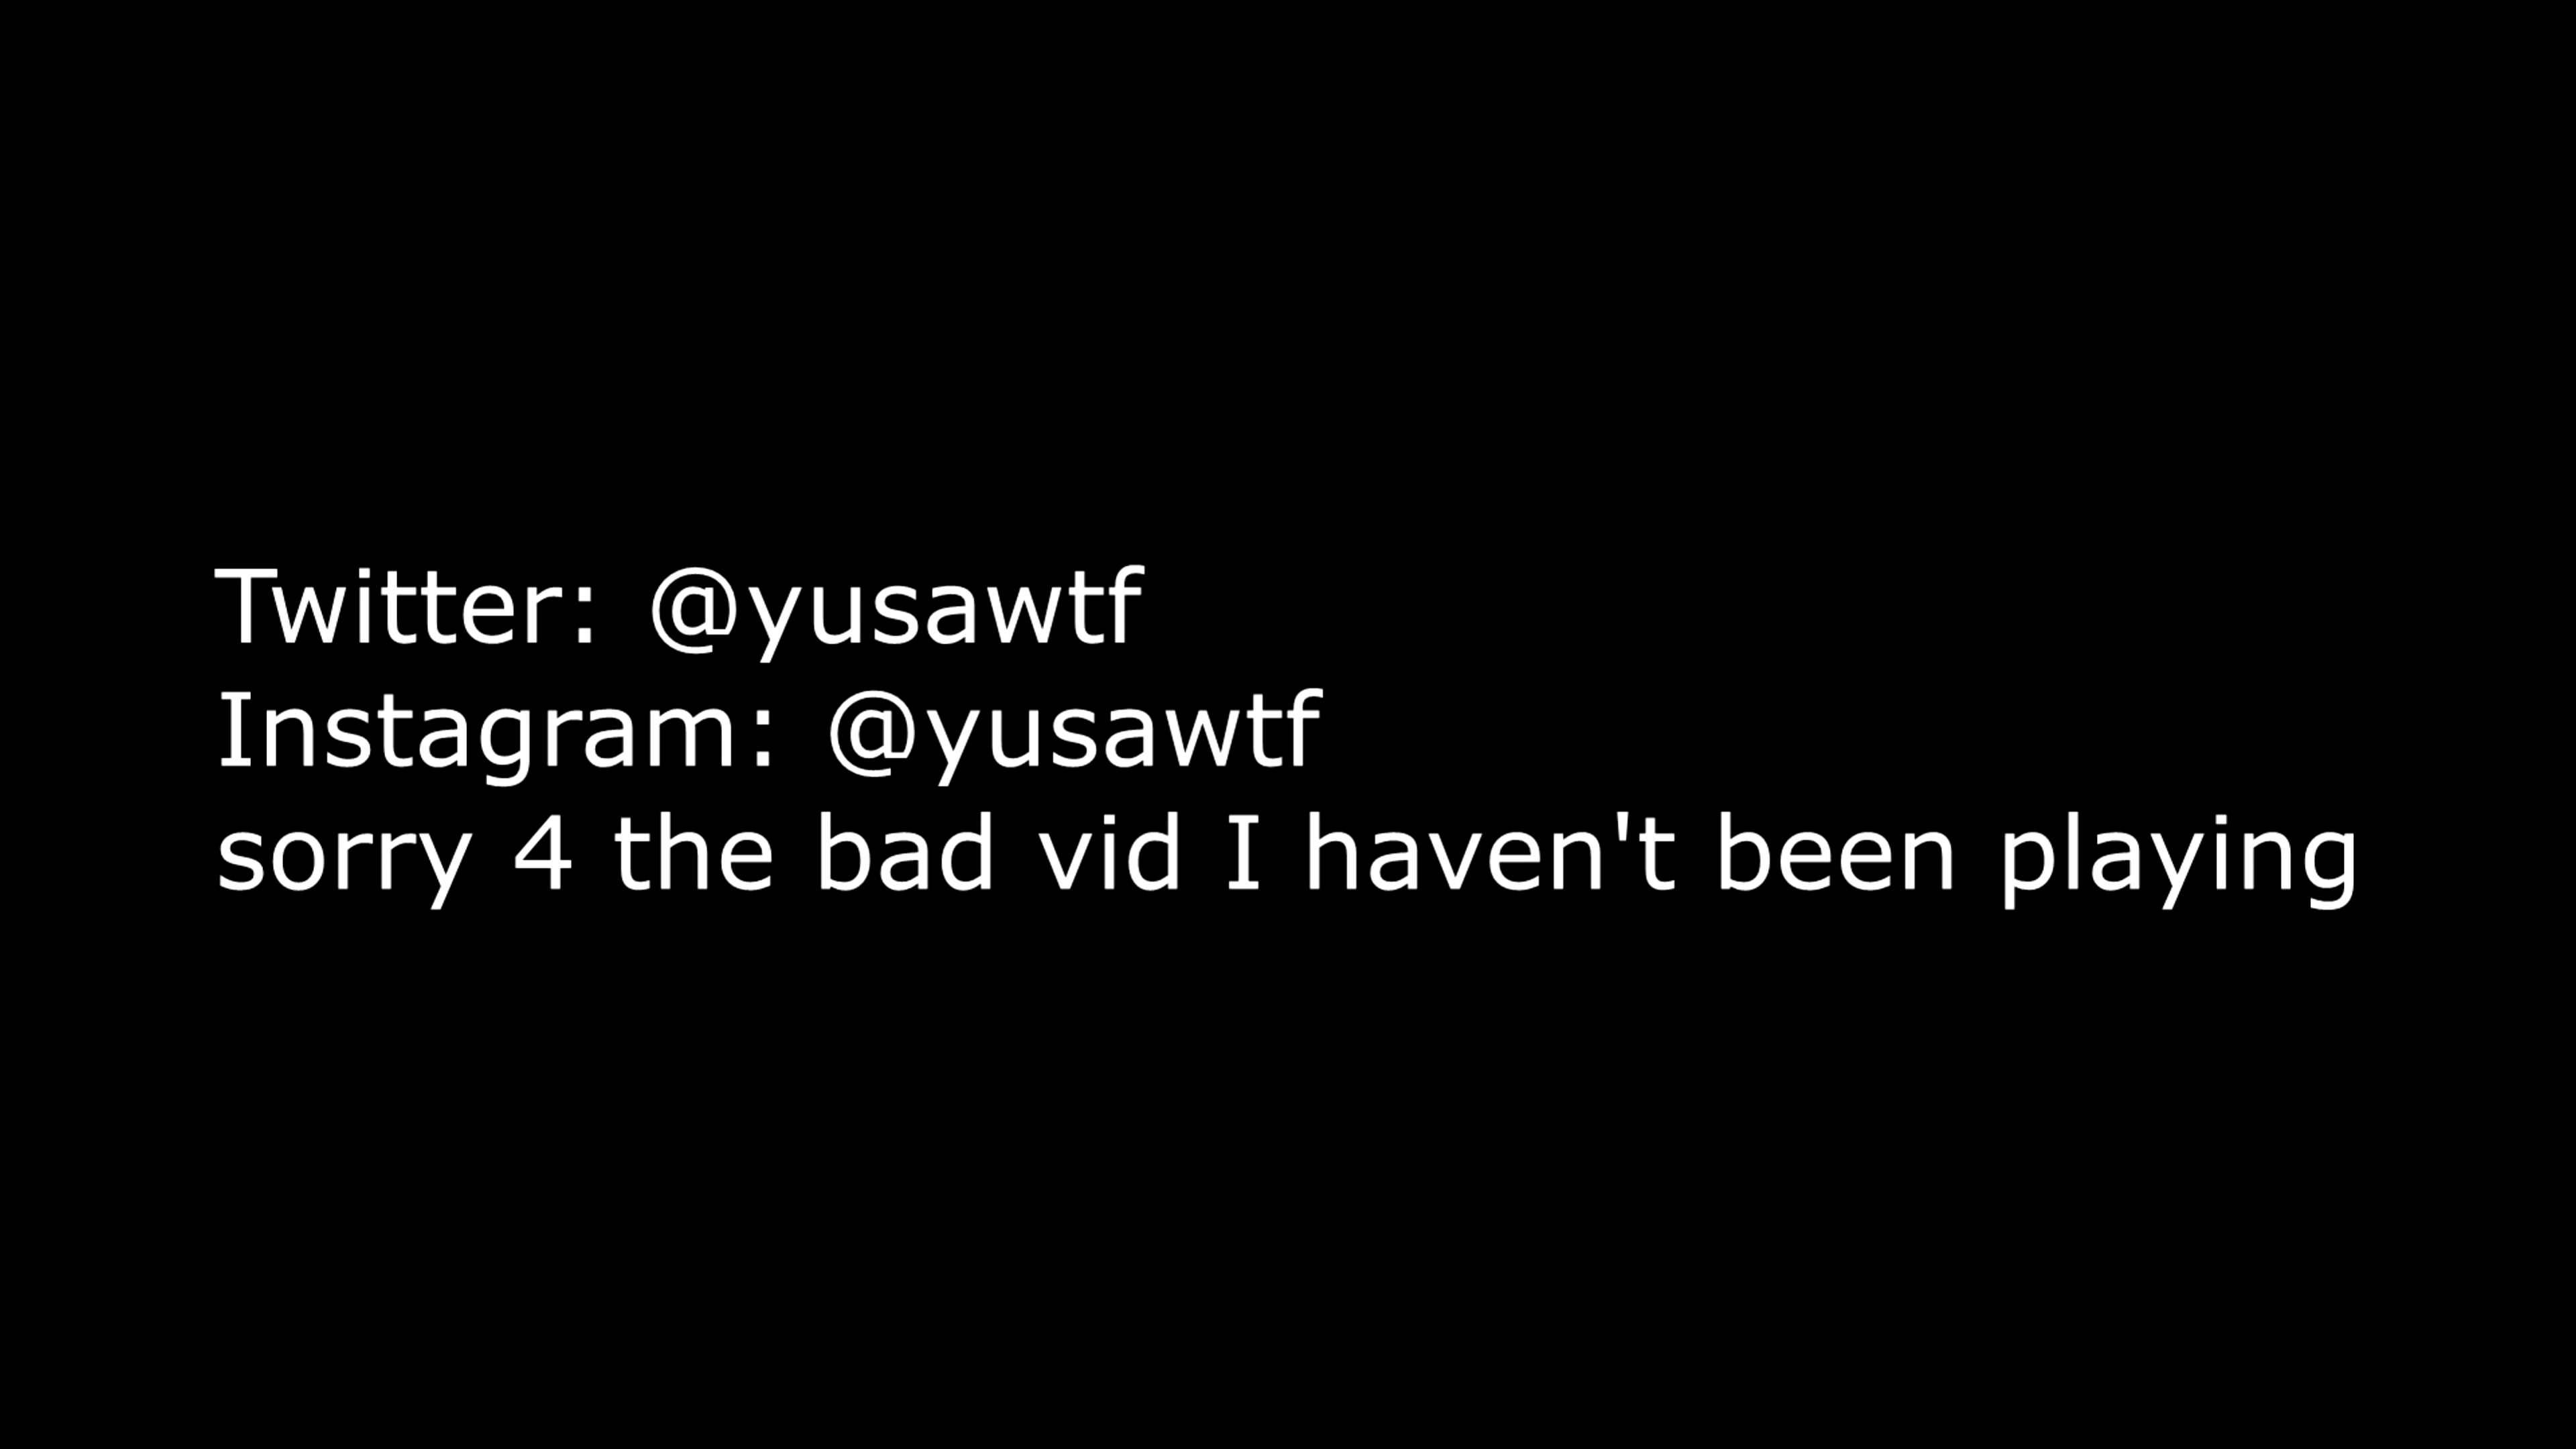 Twitter: @yusawtf
Instagram: @yusawtf
sorry 4 the bad vid I haven't been playing